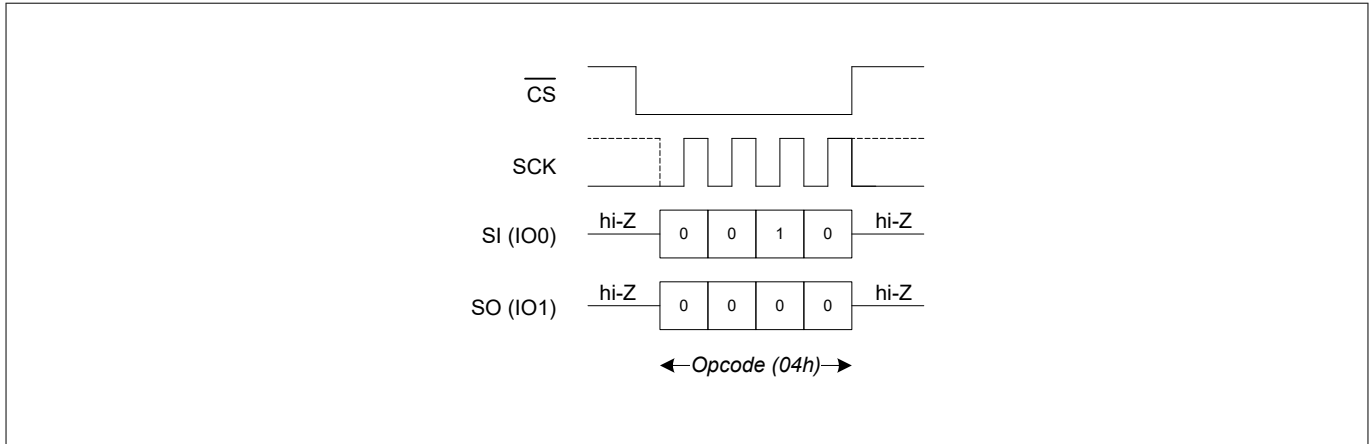 CS
SCK
hi-Z hi-Z
SI (IO0) 0 0 1 0
hi-Z hi-Z
SO (IO1) 0 0 0 0
Opcode (04h)